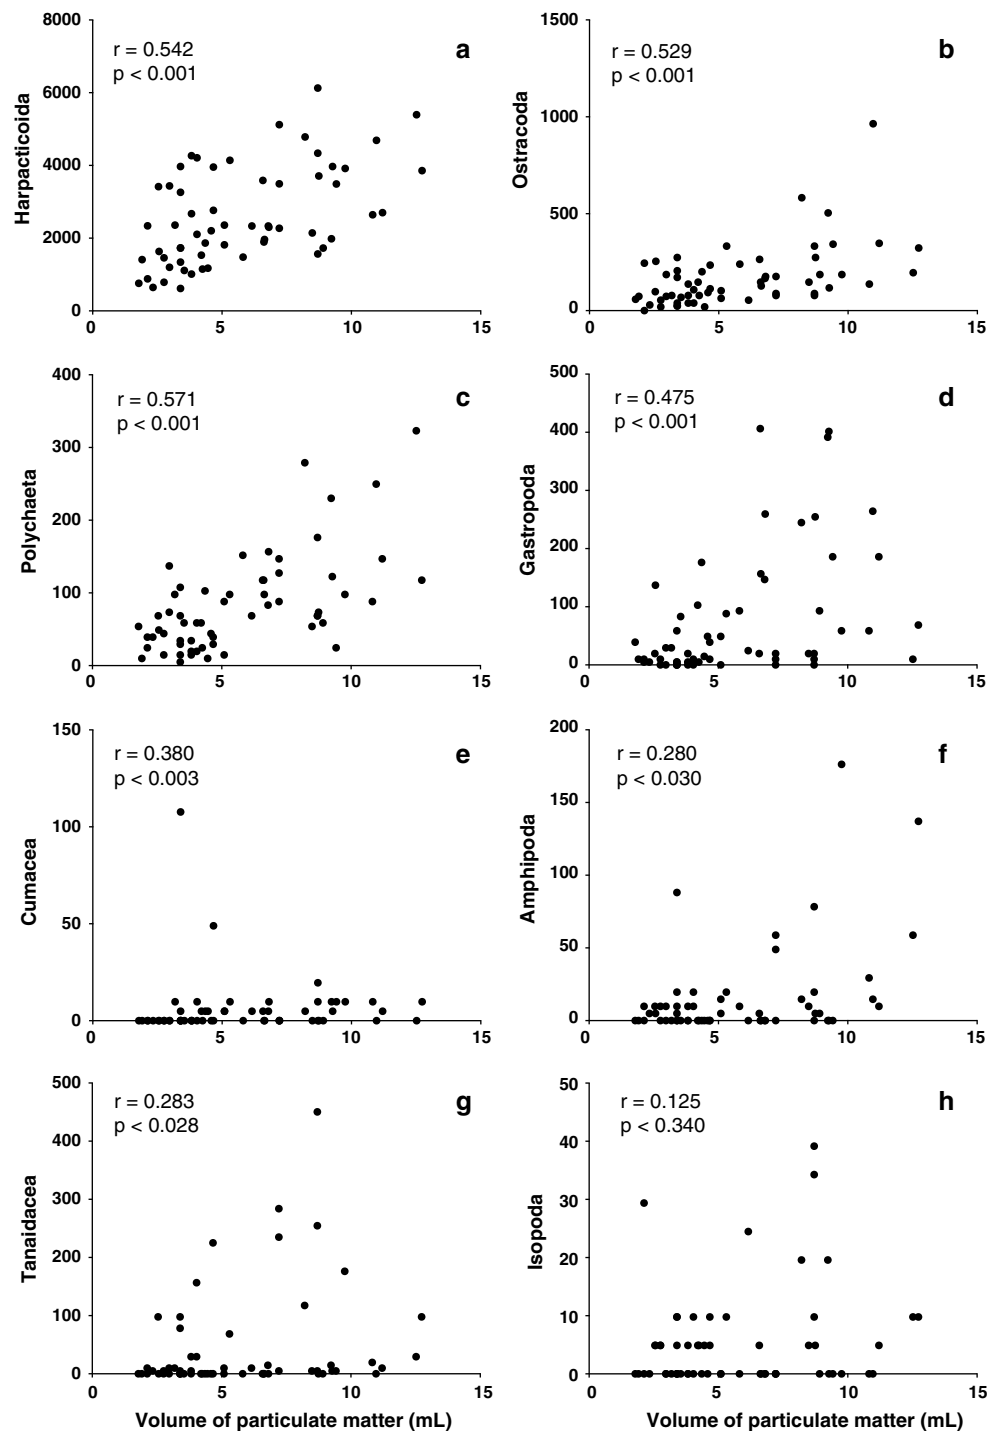 8000
6000
4000
2000
0
0 5 10 15
Harpacticoida
r = 0.542
p < 0.001
a
1500
1000
500
0
0 5 10 15
Ostracoda
r = 0.529
p < 0.001
b
400
300
200
100
0
0 5 10 15
Polychaeta
r = 0.571
p < 0.001
c
500
400
300
200
100
0
0 5 10 15
Gastropoda
r = 0.475
p < 0.001
d
150
100
50
0
0 5 10 15
Cumacea
r = 0.380
p < 0.003
e
200
150
100
50
0
0 5 10 15
Amphipoda
r = 0.280
p < 0.030
f
500
400
300
200
100
0
0 5 10 15
Tanaidacea
r = 0.283
p < 0.028
g
Volume of particulate matter (mL)
50
40
30
20
10
0
0 5 10 15
Isopoda
r = 0.125
p < 0.340
h
Volume of particulate matter (mL)